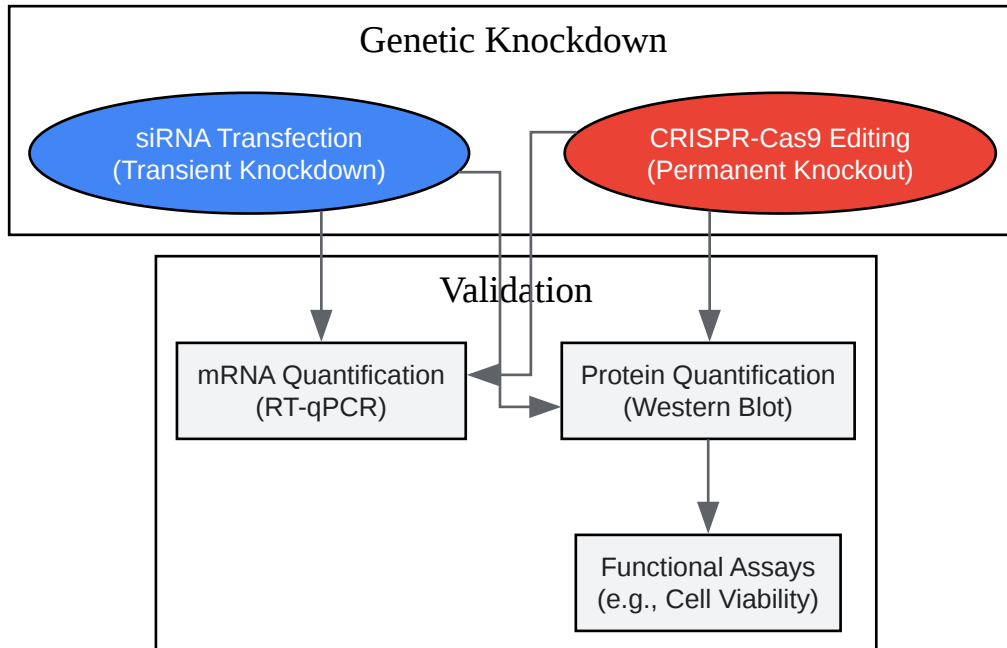 Genetic Knockdown
siRNA Transfection
(Transient Knockdown)
CRISPR-Cas9 Editing
(Permanent Knockout)
Validation
mRNA Quantification
(RT-qPCR)
Protein Quantification
(Western Blot)
Functional Assays
(e.g., Cell Viability)